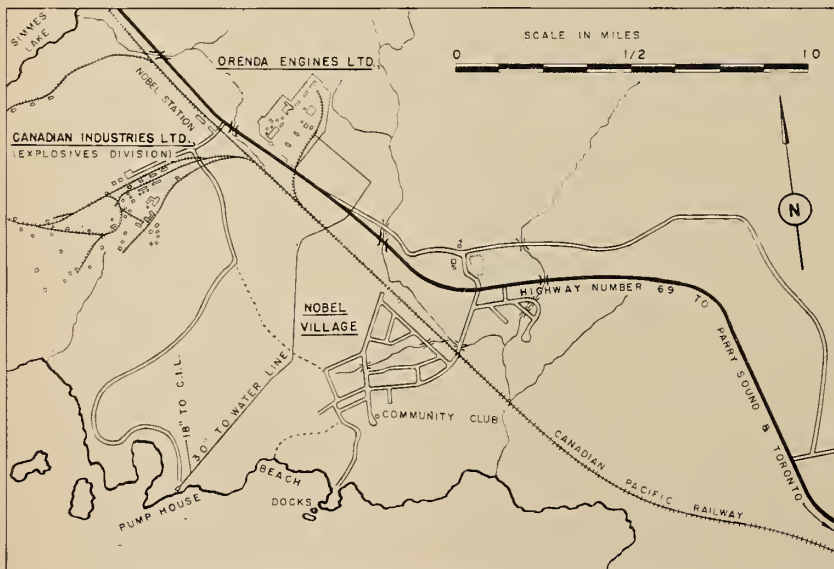 SIMMES
LAKE
ORENDA ENGINES LTD.
SCALE IN MILES
0 1/2 1.0
NOBEL STATION
CANADIAN INDUSTRIES LTD.
(EXPLOSIVES DIVISION)
N
HIGHWAY NUMBER 69 TO PARRY SOUND & TORONTO
NOBEL
VILLAGE
18" TO C.I.L.
30" TO WATER LINE
COMMUNITY CLUB
CANADIAN PACIFIC RAILWAY
BEACH
DOCKS
PUMP HOUSE